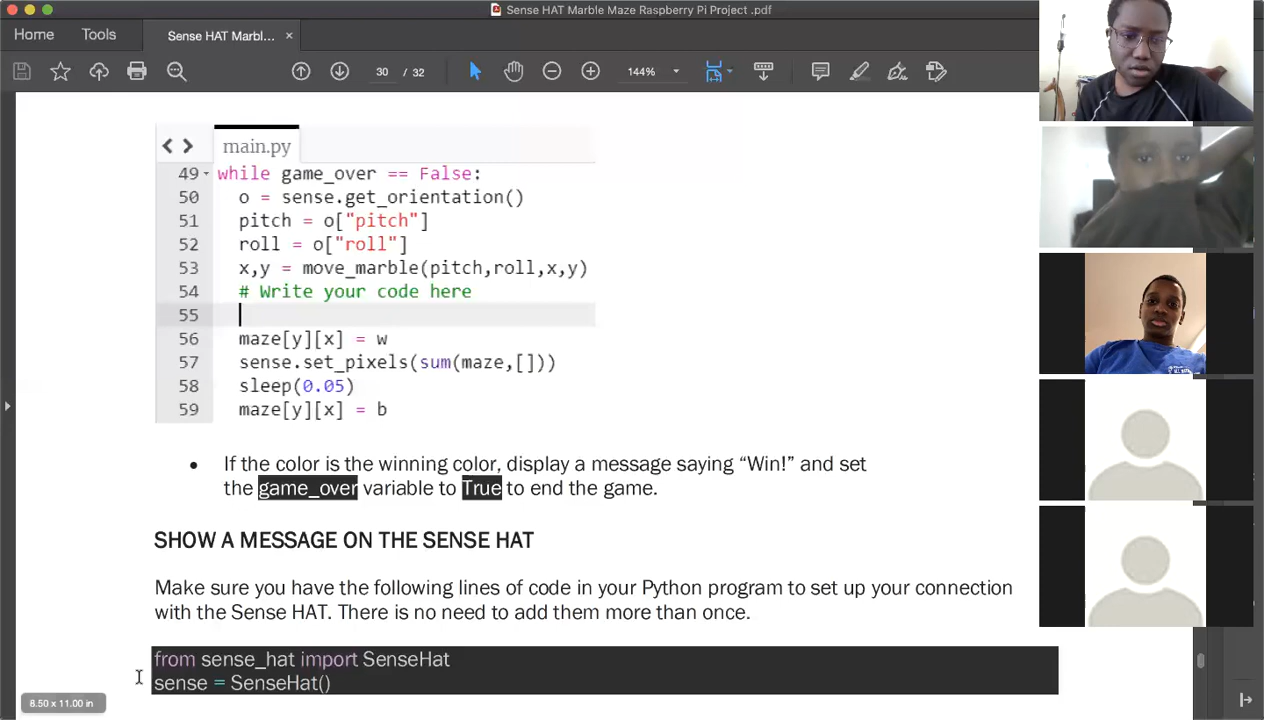 Sense HAT Marble Maze Raspberry Pi Project .pdf
Home Tools Sense HAT Marbl... ×
30 / 32 144%
main.py
49 while game_over == False:
50 o = sense.get_orientation()
51 pitch = o["pitch"]
52 roll = o["roll"]
53 x,y = move_marble(pitch,roll,x,y)
54 # Write your code here
55
56 maze[y][x] = w
57 sense.set_pixels(sum(maze,[]))
58 sleep(0.05)
59 maze[y][x] = b
• If the color is the winning color, display a message saying “Win!” and set
the game_over variable to True to end the game.
SHOW A MESSAGE ON THE SENSE HAT
Make sure you have the following lines of code in your Python program to set up your connection
with the Sense HAT. There is no need to add them more than once.
from sense_hat import SenseHat
sense = SenseHat()
8.50 x 11.00 in